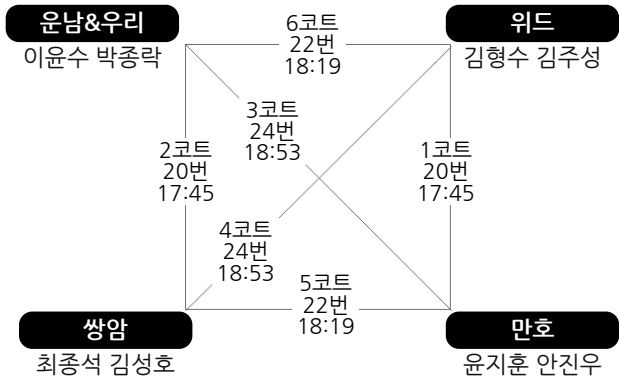 운남&우리
이윤수 박종락
위드
김형수 김주성
6코트
22번
18:19
3코트
24번
18:53
2코트
20번
17:45
1코트
20번
17:45
4코트
24번
18:53
5코트
22번
18:19
쌍암
최종석 김성호
만호
윤지훈 안진우